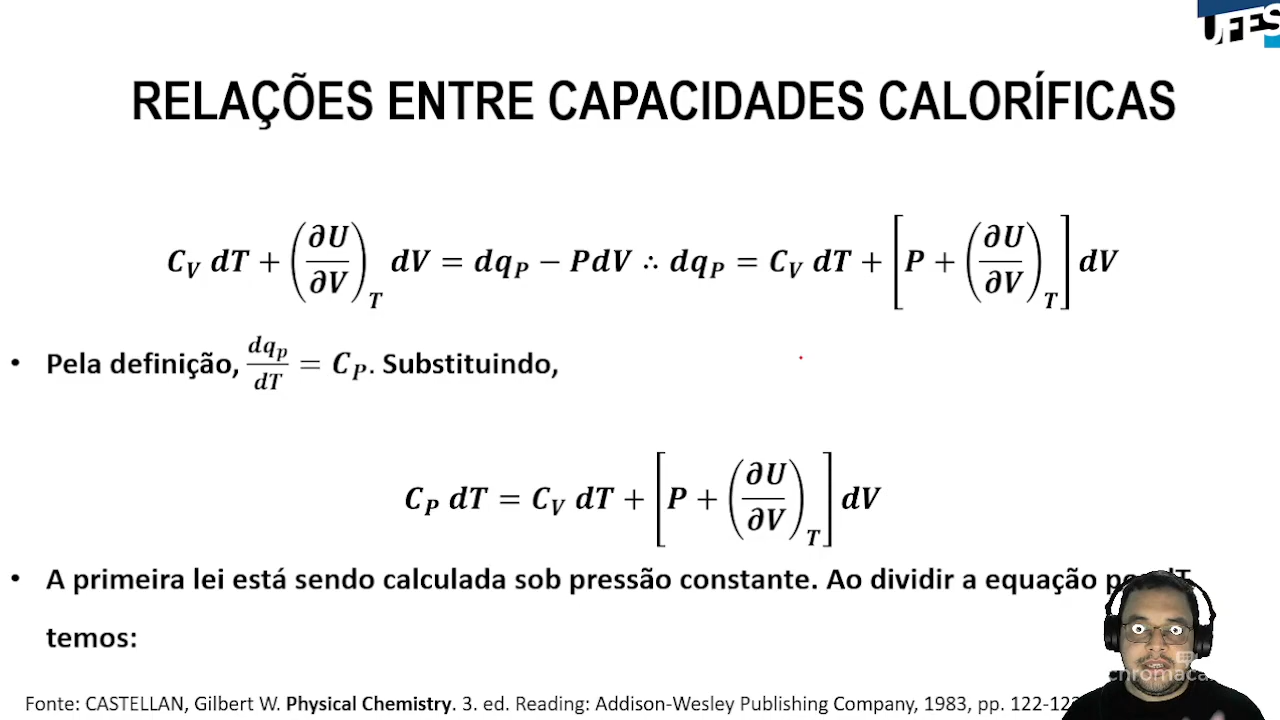 UFES
RELAÇÕES ENTRE CAPACIDADES CALORÍFICAS
C_V dT + (∂U/∂V)_T dV = dq_P − PdV ∴ dq_P = C_V dT + [P + (∂U/∂V)_T] dV
• Pela definição, dq_p/dT = C_P. Substituindo,
C_P dT = C_V dT + [P + (∂U/∂V)_T] dV
• A primeira lei está sendo calculada sob pressão constante. Ao dividir a equação dT
temos:
Fonte: CASTELLAN, Gilbert W. Physical Chemistry. 3. ed. Reading: Addison-Wesley Publishing Company, 1983, pp. 122-12